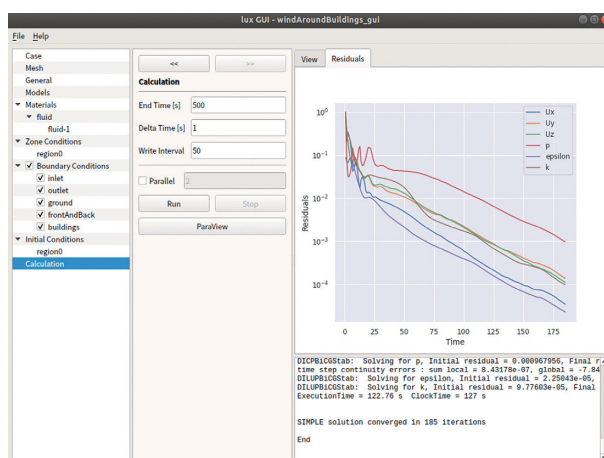 lux GUI - windAroundBuildings_gui
File Help
Case
Mesh
General
Models
Materials
fluid
fluid-1
Zone Conditions
region0
Boundary Conditions
inlet
outlet
ground
frontAndBack
buildings
Initial Conditions
region0
Calculation
<< >>
Calculation
End Time [s] 500
Delta Time [s] 1
Write Interval 50
Parallel 2
Run Stop
ParaView
View Residuals
Ux
Uy
Uz
p
epsilon
k
10^0
10^-1
10^-2
10^-3
10^-4
Residuals
0 25 50 75 100 125 150 175
Time
DICPBiCGStab: Solving for p, Initial residual = 0.000967956, Final r
time step continuity errors : sum local = 8.43178e-07, global = -7.84
DILUPBiCGStab: Solving for epsilon, Initial residual = 2.25043e-05,
DILUPBiCGStab: Solving for k, Initial residual = 9.77603e-05, Final
ExecutionTime = 122.76 s ClockTime = 127 s
SIMPLE solution converged in 185 iterations
End